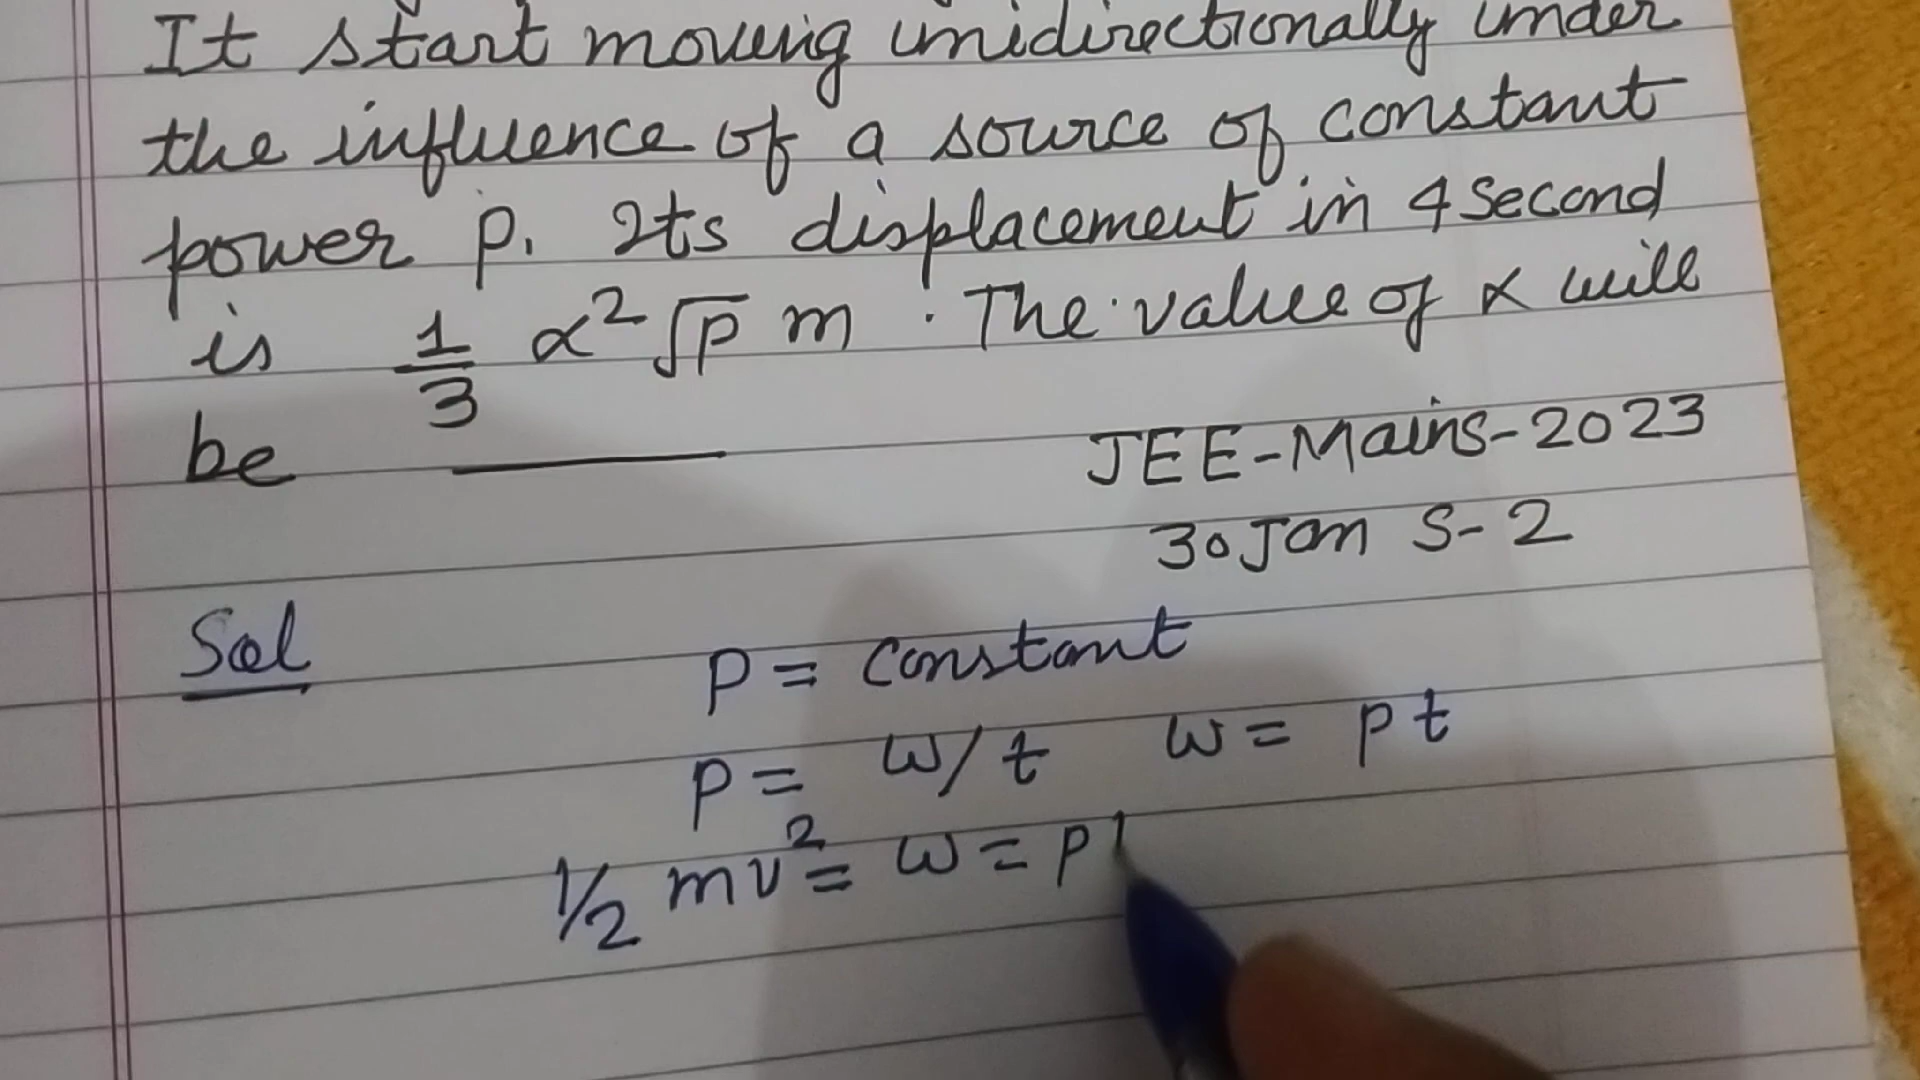 It start moving unidirectionally under
the influence of a source of constant
power P. Its displacement in 4 second
is 1/3 α² √P m. The value of α will
be ______
JEE-Mains-2023
30 Jan S-2
Sol
P = constant
P = W/t W = Pt
1/2 mv² = W = P